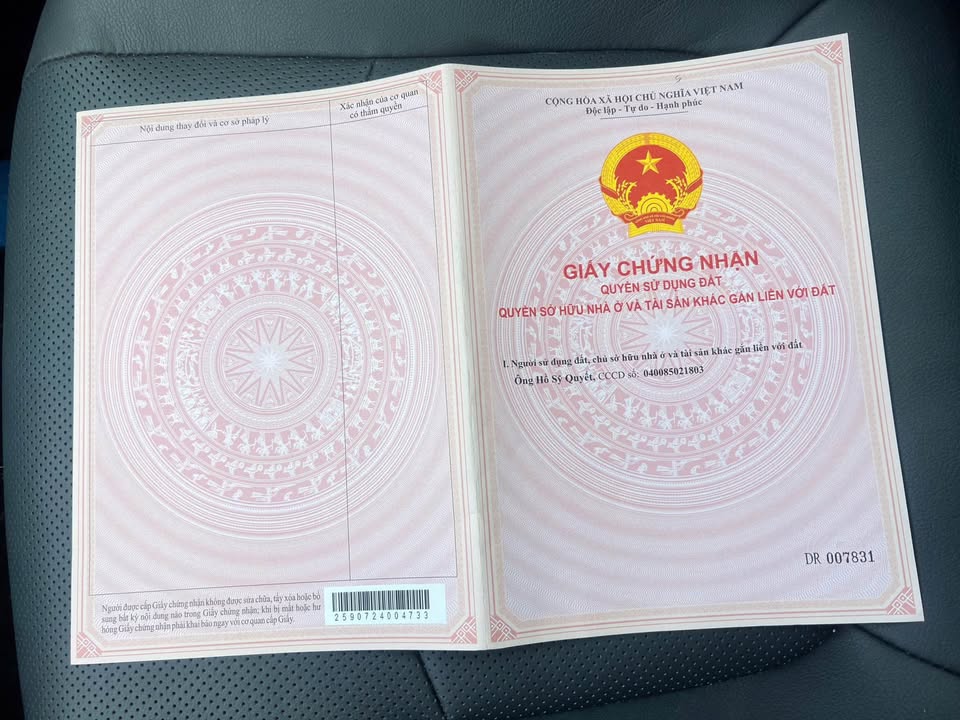 Nội dung thay đổi và cơ sở pháp lý
Xác nhận của cơ quan
có thẩm quyền
Người được cấp Giấy chứng nhận không được sửa chữa, tẩy xóa hoặc bổ
sung bất kỳ nội dung nào trong Giấy chứng nhận; khi bị mất hoặc hư
hỏng Giấy chứng nhận phải khai báo ngay với cơ quan cấp Giấy.
2590724004733
CỘNG HÒA XÃ HỘI CHỦ NGHĨA VIỆT NAM
Độc lập - Tự do - Hạnh phúc
VIỆT NAM
GIẤY CHỨNG NHẬN
QUYỀN SỬ DỤNG ĐẤT
QUYỀN SỞ HỮU NHÀ Ở VÀ TÀI SẢN KHÁC GẮN LIỀN VỚI ĐẤT
I. Người sử dụng đất, chủ sở hữu nhà ở và tài sản khác gắn liền với đất
Ông Hồ Sỹ Quyết, CCCD số: 040085021803
DR 007831